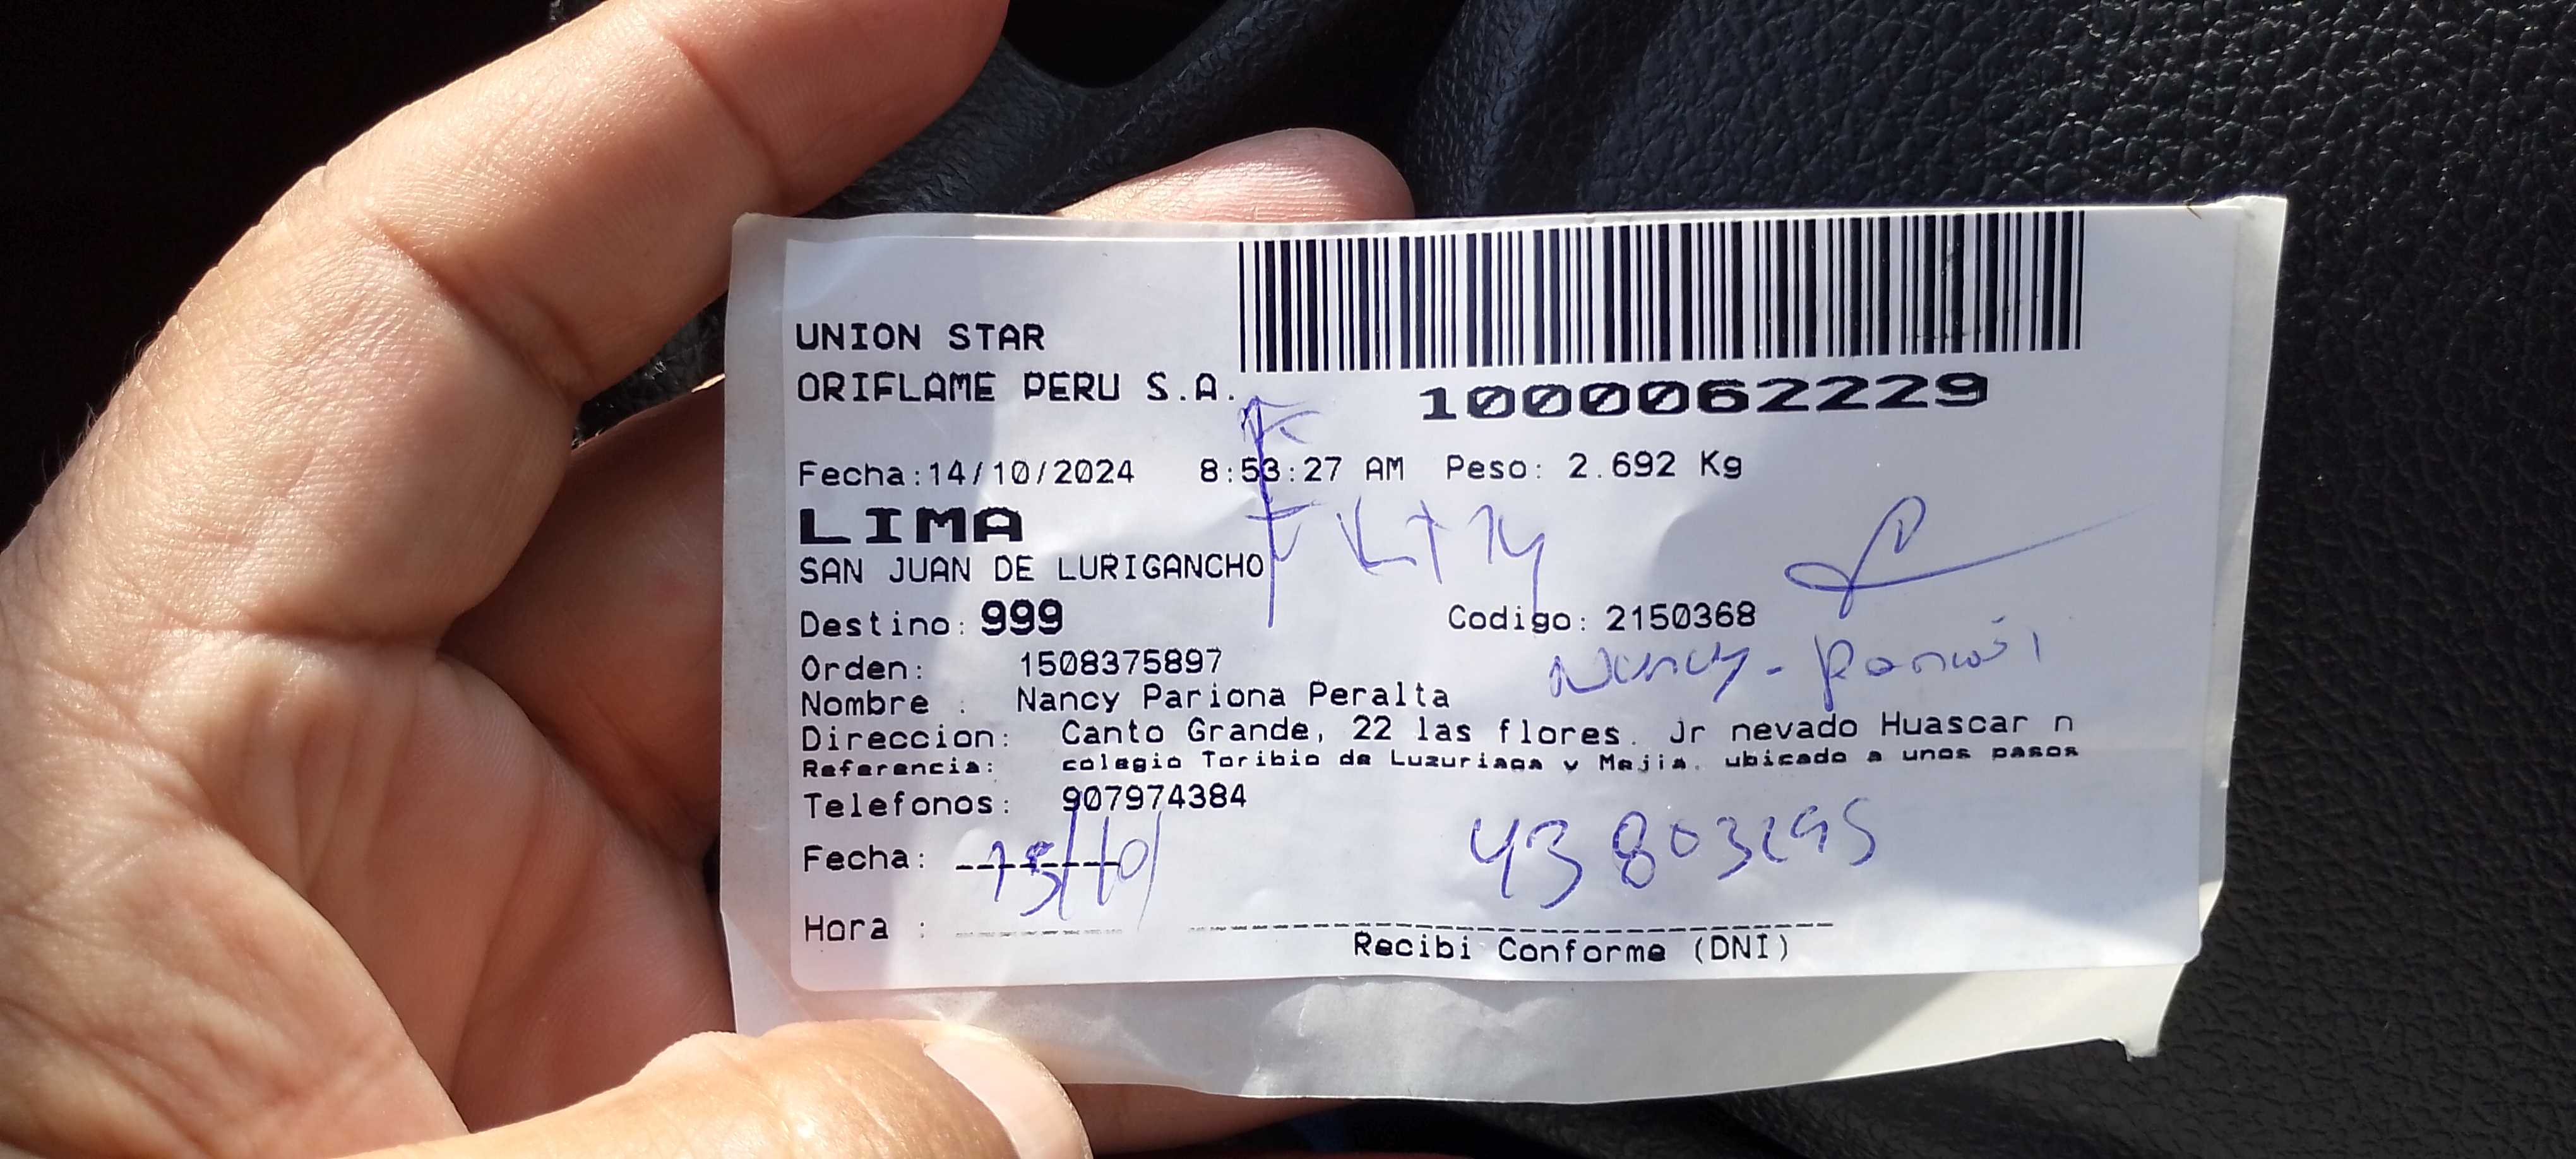 UNION STAR
ORIFLAME PERU S.A.
1000062229
Fecha:14/10/2024 8:53:27 AM Peso: 2.692 Kg
LIMA
SAN JUAN DE LURIGANCHO
Destino: 999 Codigo: 2150368
Orden: 1508375897
Nombre : Nancy Pariona Peralta
Nancy -
Direccion: Canto Grande, 22 las flores. Jr nevado Huascar n
Referencia: colegio Toribio de Luzuriaga y Mejia. ubicado a unos pasos
Telefonos: 907974384
Fecha: 15/10/
43803295
Hora :
Recibi Conforme (DNI)